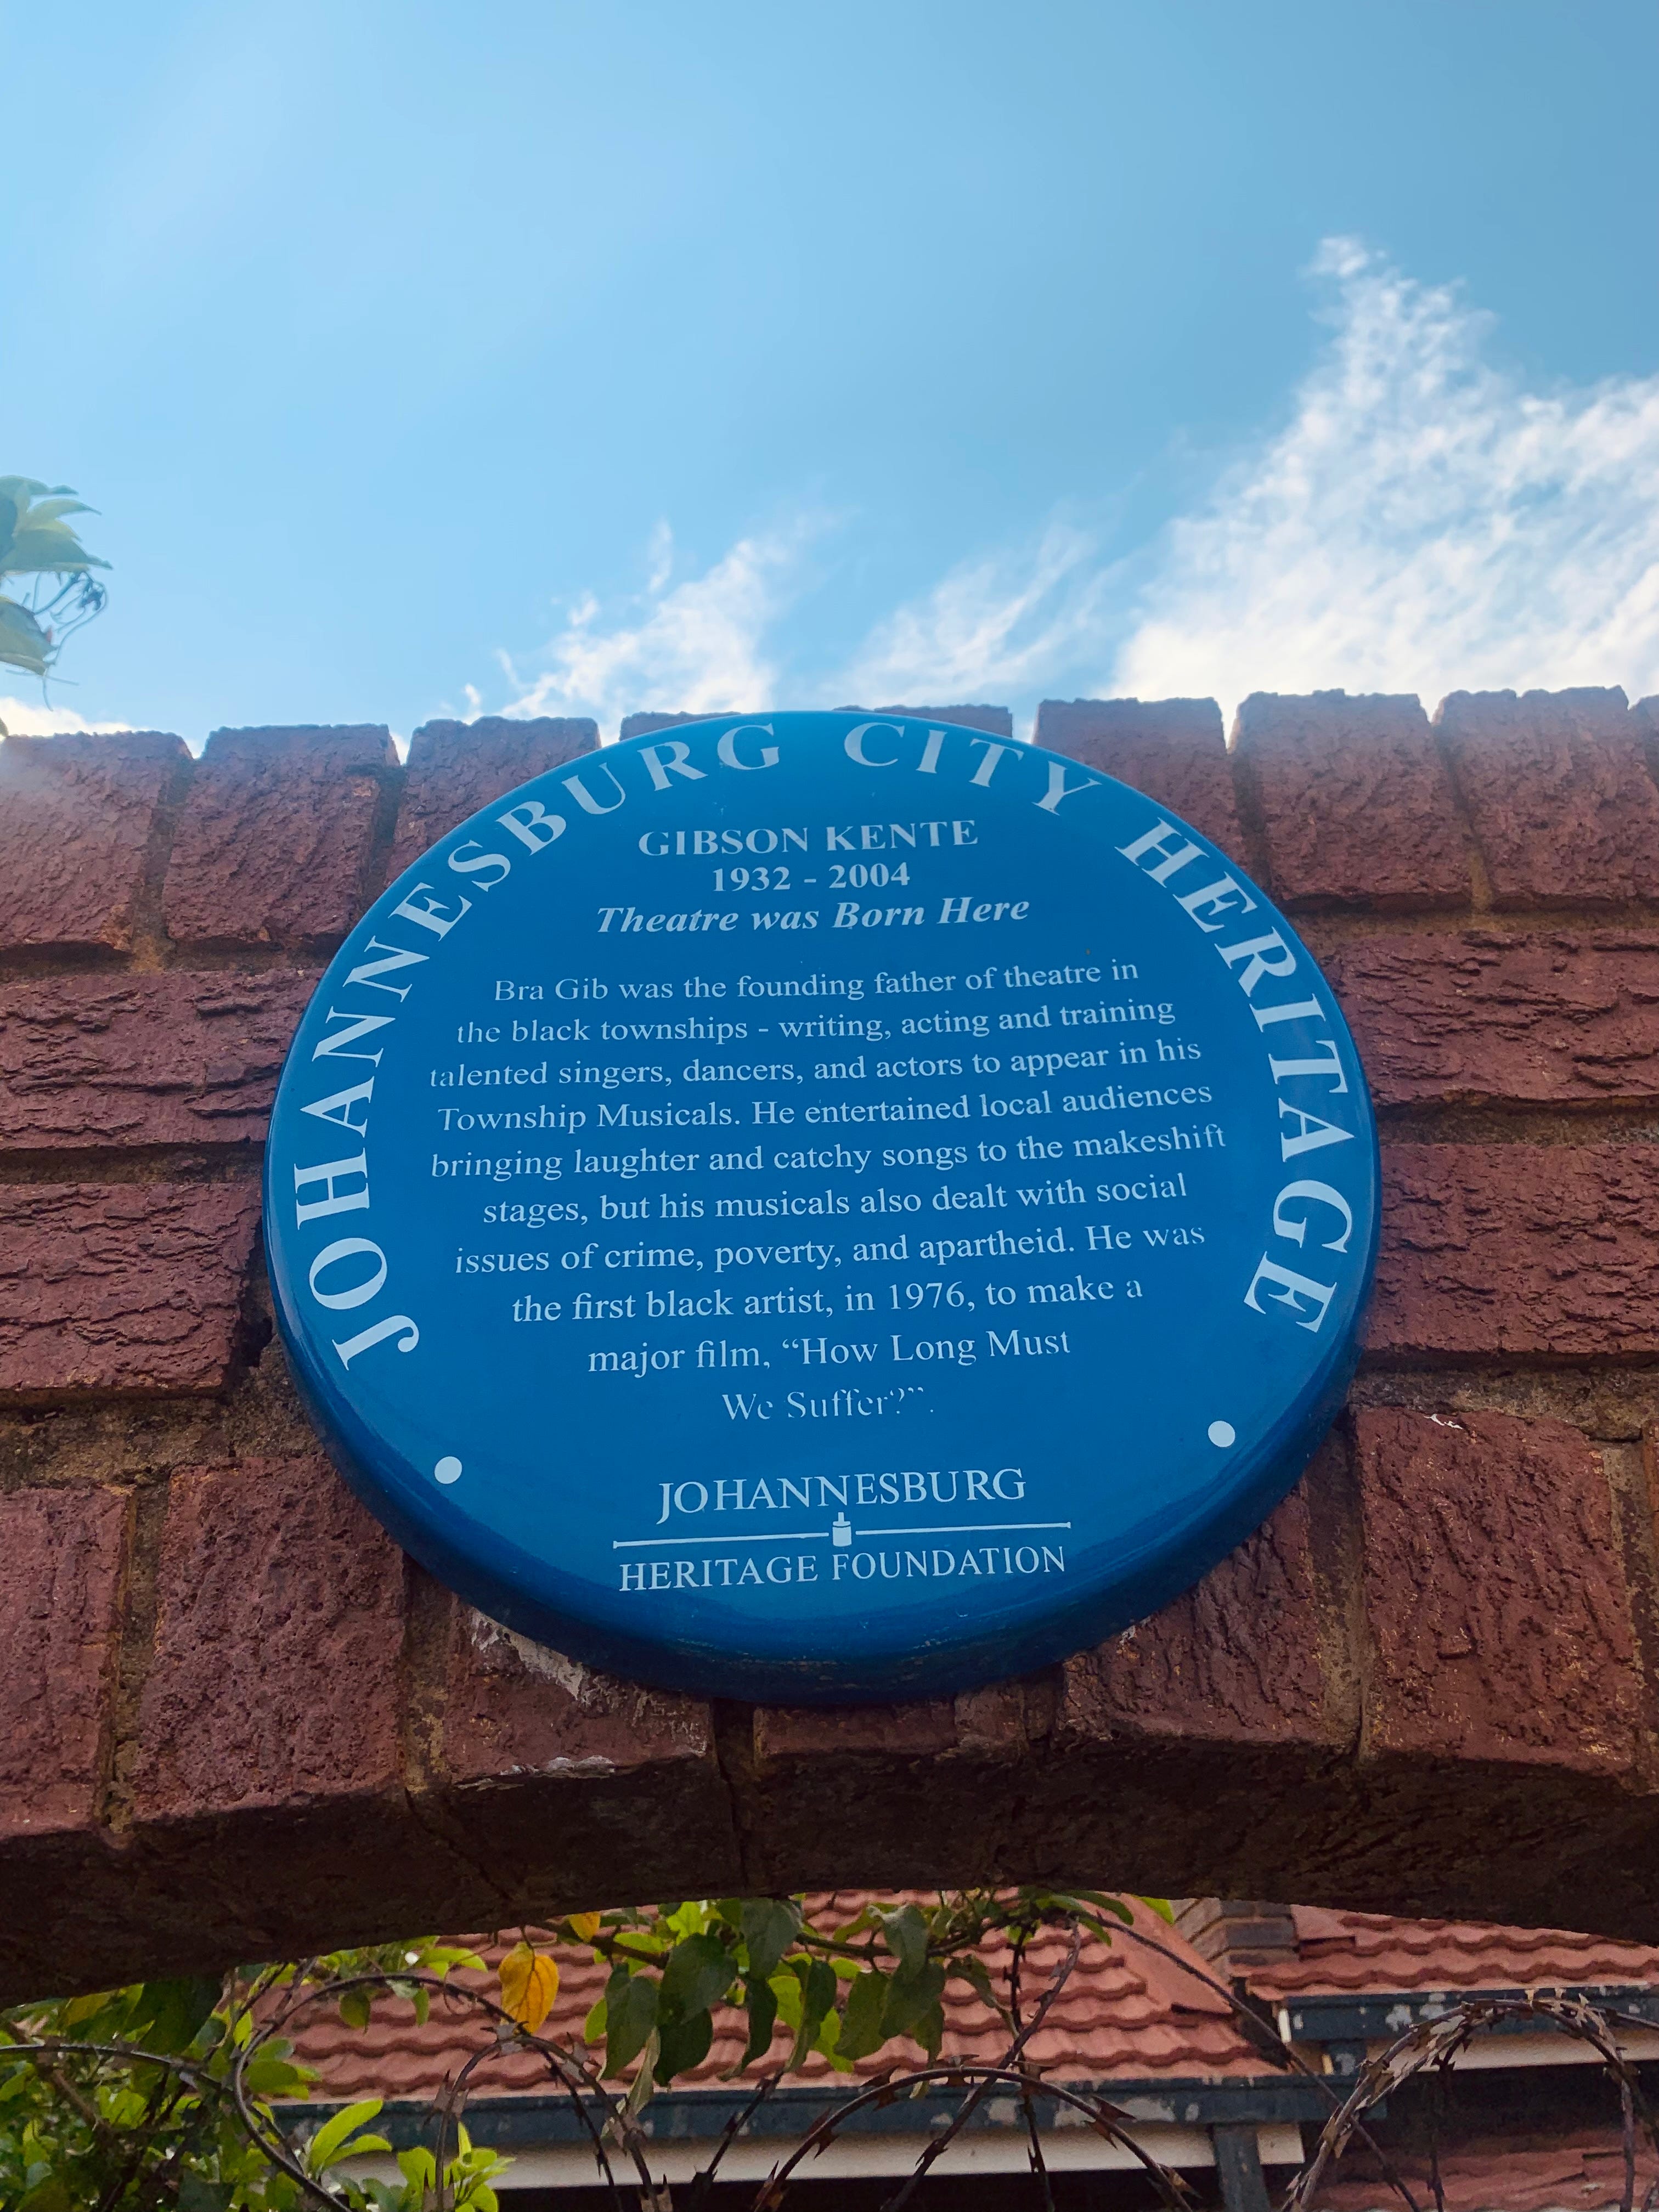 JOHANNESBURG CITY HERITAGE
GIBSON KENTE
1932 - 2004
Theatre was Born Here
Bra Gib was the founding father of theatre in
the black townships - writing, acting and training
talented singers, dancers, and actors to appear in his
Township Musicals. He entertained local audiences
bringing laughter and catchy songs to the makeshift
stages, but his musicals also dealt with social
issues of crime, poverty, and apartheid. He was
the first black artist, in 1976, to make a
major film, “How Long Must
We Suffer?”.
JOHANNESBURG
HERITAGE FOUNDATION